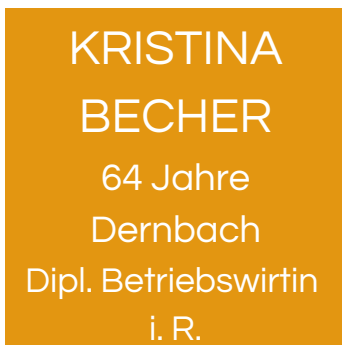 KRISTINA
BECHER
64 Jahre
Dernbach
Dipl. Betriebswirtin
i. R.